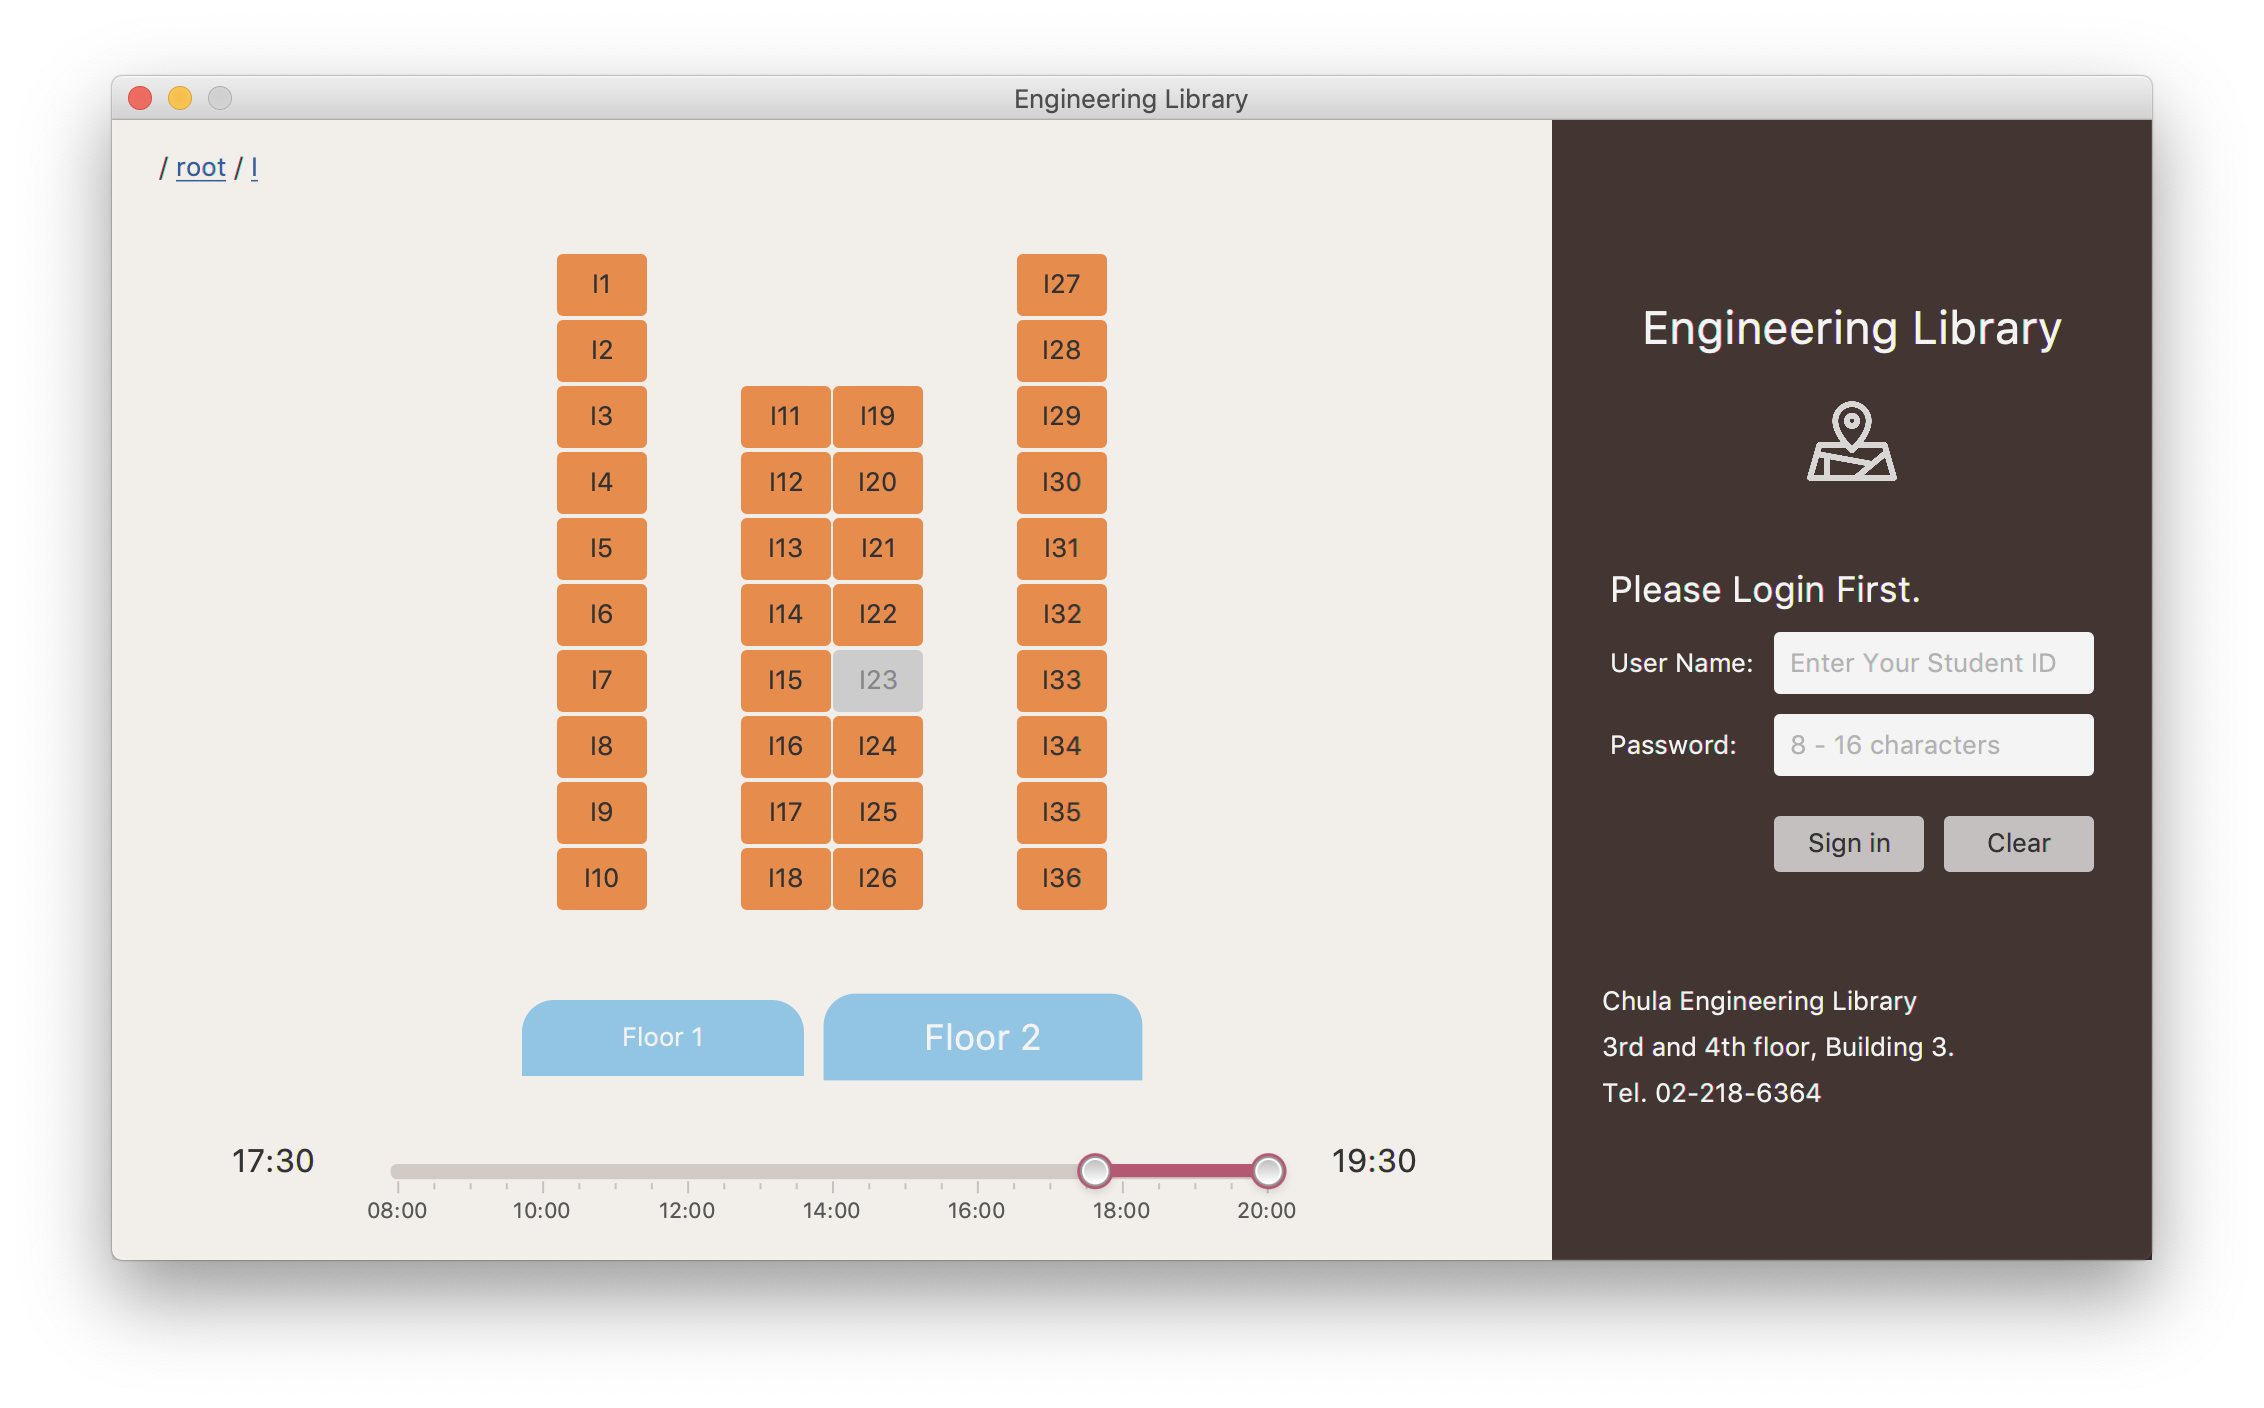 Engineering Library
/ root / I
I1
I2
I3
I4
I5
I6
I7
I8
I9
I10
I11 I19
I12 I20
I13 I21
I14 I22
I15 I23
I16 I24
I17 I25
I18 I26
I27
I28
I29
I30
I31
I32
I33
I34
I35
I36
Floor 1
Floor 2
17:30
19:30
08:00 10:00 12:00 14:00 16:00 18:00 20:00
Engineering Library
Please Login First.
User Name: Enter Your Student ID
Password: 8 - 16 characters
Sign in Clear
Chula Engineering Library
3rd and 4th floor, Building 3.
Tel. 02-218-6364